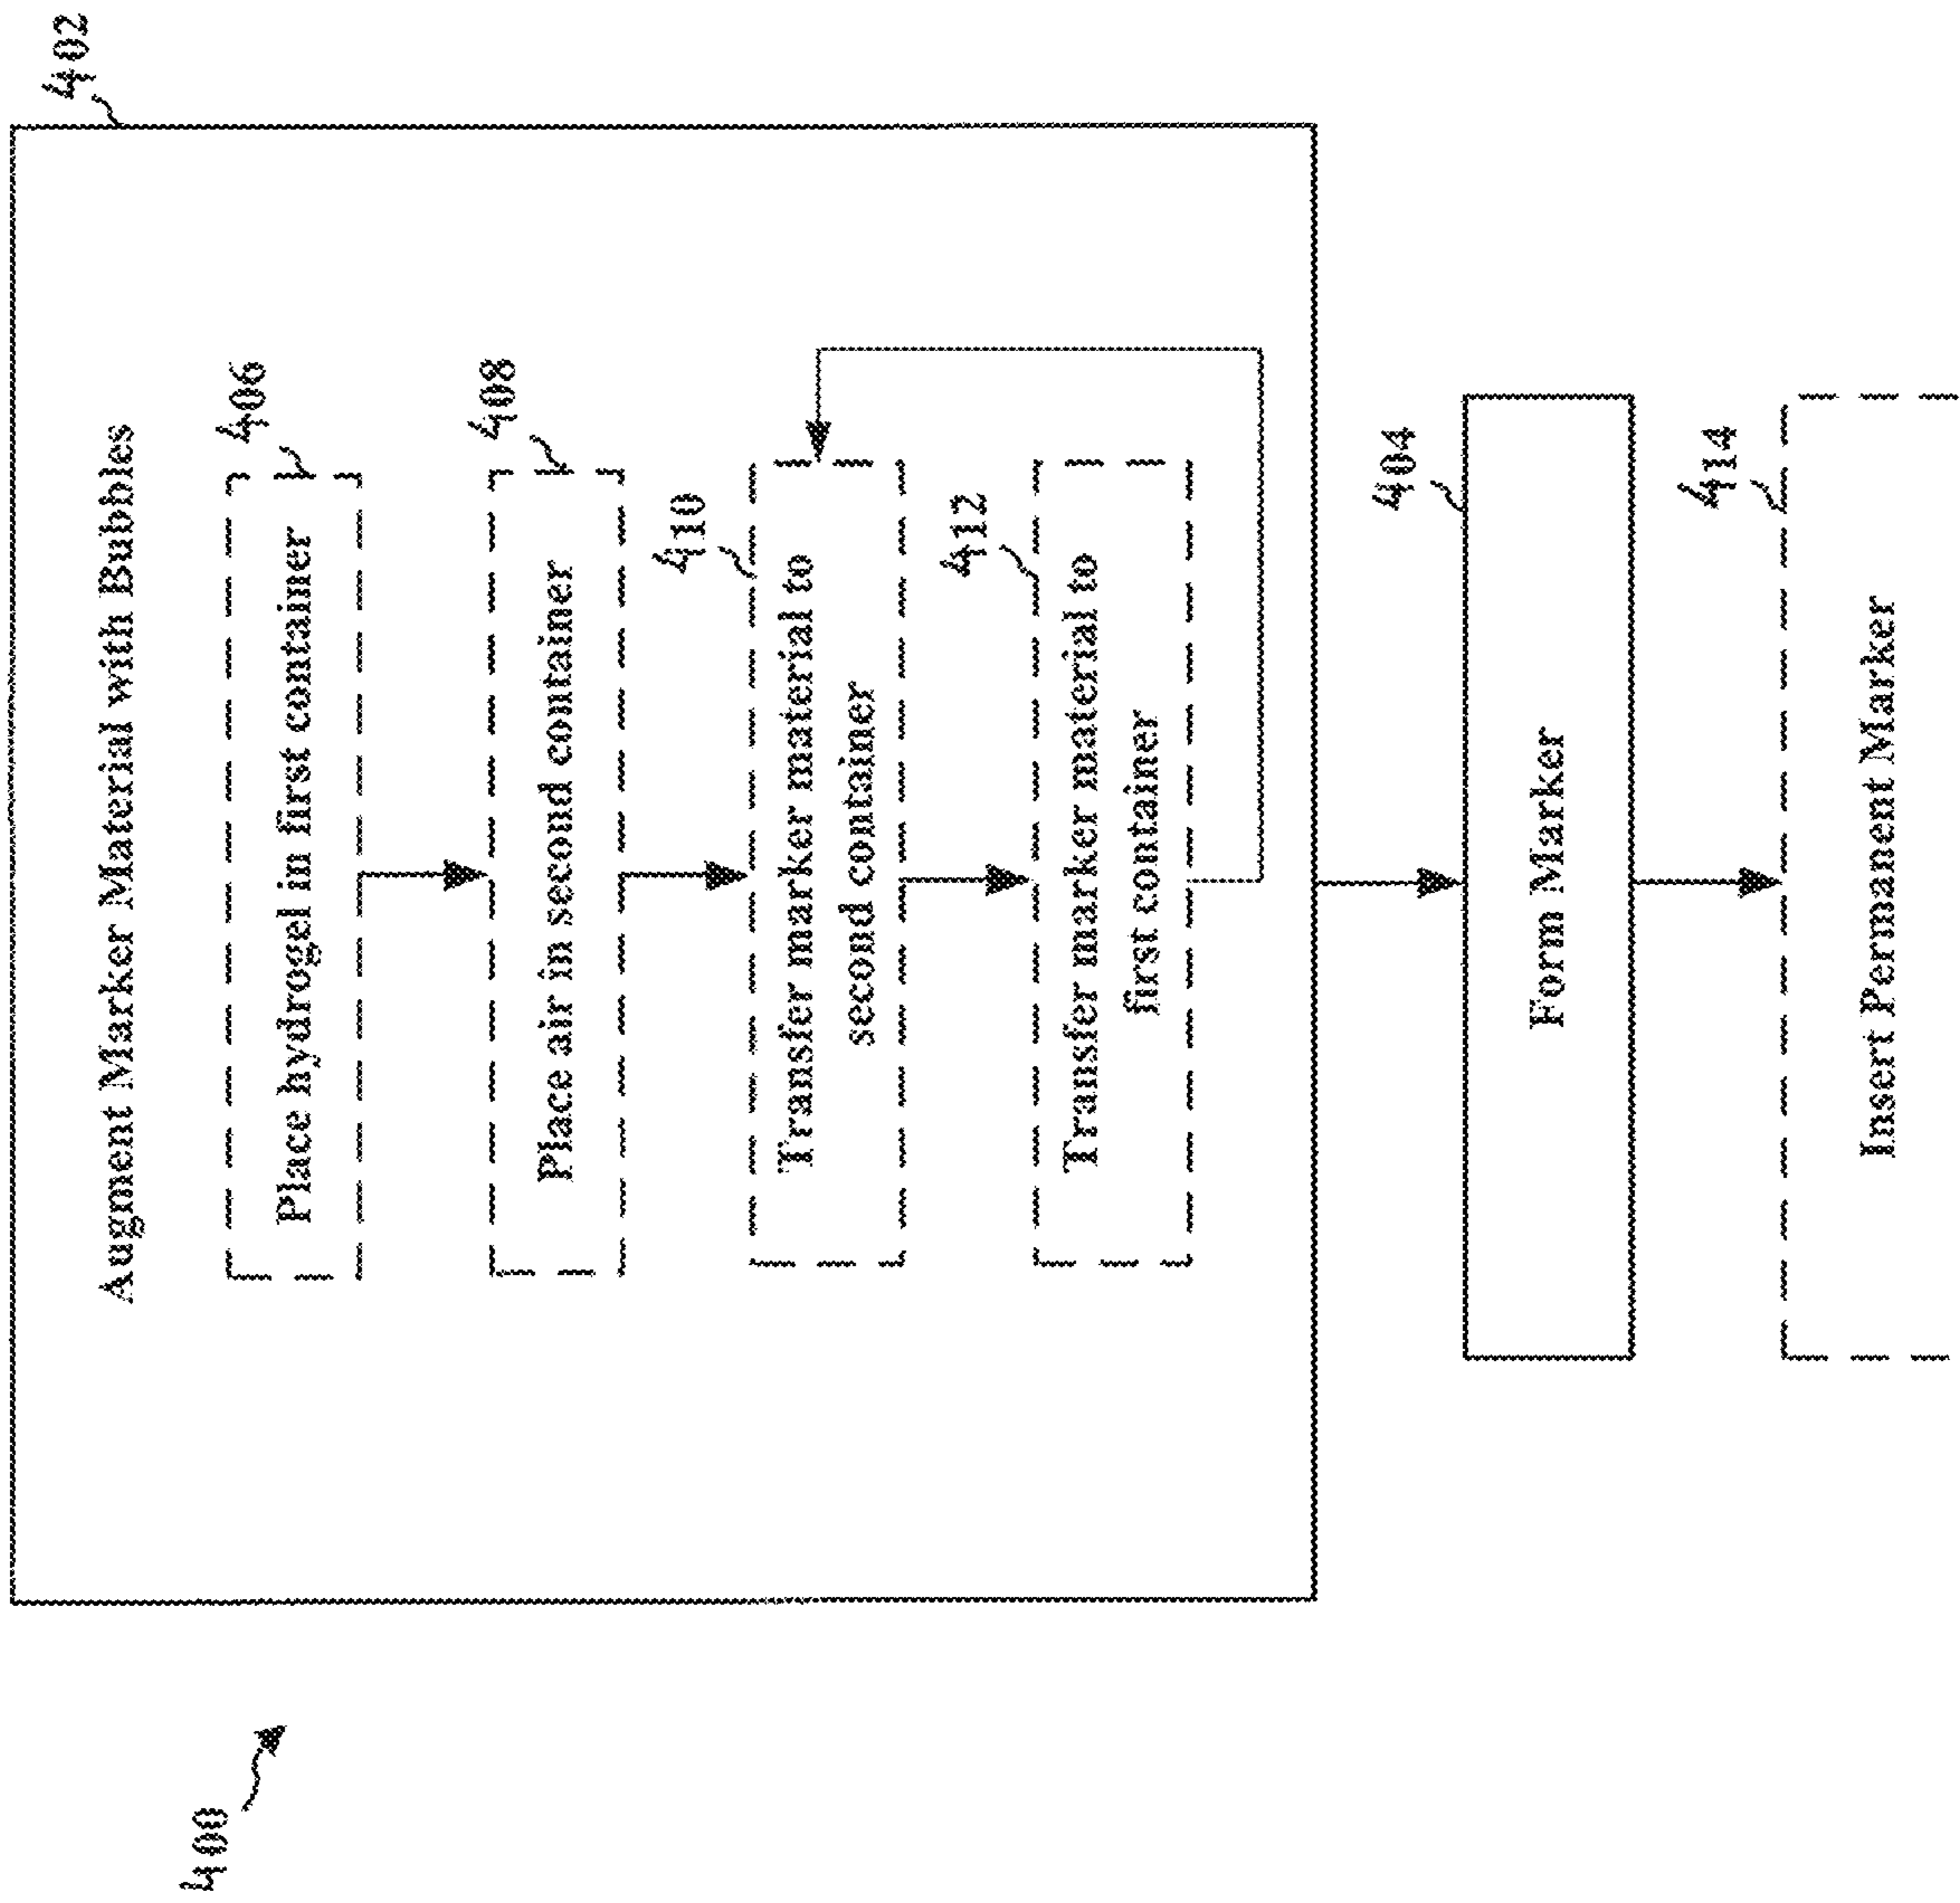 400
402
Augment Marker Material with Bubbles
406
Place hydrogel in first container
408
Place air in second container
410
Transfer marker material to
second container
412
Transfer marker material to
first container
404
Form Marker
414
Insert Permanent Marker